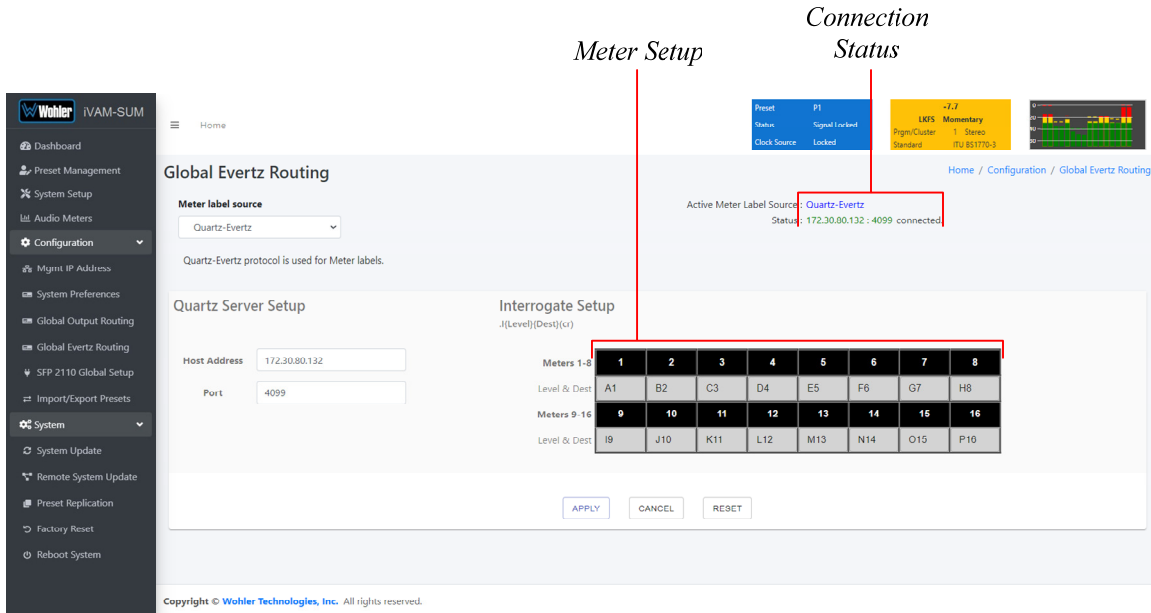 Connection
Meter Setup
Status
Wohler iVAM-SUM
Dashboard
Preset Management
System Setup
Audio Meters
Configuration
Mgmt IP Address
System Preferences
Global Output Routing
Global Evertz Routing
SFP 2110 Global Setup
Import/Export Presets
System
System Update
Remote System Update
Preset Replication
Factory Reset
Reboot System
Home
Preset P1
Status Signal Locked
Clock Source Locked
-7.7
LKFS Momentary
Prgm/Cluster 1 Stereo
Standard ITU BS1770-3
Global Evertz Routing
Home / Configuration / Global Evertz Routing
Meter label source
Quartz-Evertz
Quartz-Evertz protocol is used for Meter labels.
Active Meter Label Source : Quartz-Evertz
Status : 172.30.80.132 : 4099 connected.
Quartz Server Setup
Host Address 172.30.80.132
Port 4099
Interrogate Setup
.I{Level}{Dest}(cr)
Meters 1-8 1 2 3 4 5 6 7 8
Level & Dest A1 B2 C3 D4 E5 F6 G7 H8
Meters 9-16 9 10 11 12 13 14 15 16
Level & Dest I9 J10 K11 L12 M13 N14 O15 P16
APPLY CANCEL RESET
Copyright © Wohler Technologies, Inc. All rights reserved.